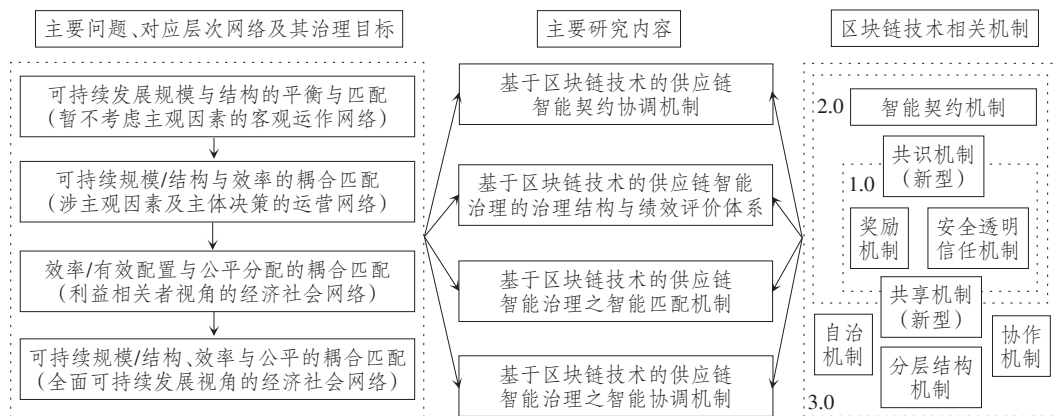 主要问题、对应层次网络及其治理目标
可持续发展规模与结构的平衡与匹配
(暂不考虑主观因素的客观运作网络)
可持续规模/结构与效率的耦合匹配
(涉主观因素及主体决策的运营网络)
效率/有效配置与公平分配的耦合匹配
(利益相关者视角的经济社会网络)
可持续规模/结构、效率与公平的耦合匹配
(全面可持续发展视角的经济社会网络)
主要研究内容
基于区块链技术的供应链
智能契约协调机制
基于区块链技术的供应链智能
治理的治理结构与绩效评价体系
基于区块链技术的供应链
智能治理之智能匹配机制
基于区块链技术的供应链
智能治理之智能协调机制
区块链技术相关机制
2.0
智能契约机制
共识机制
(新型)
1.0
奖励
机制
安全透明
信任机制
共享机制
(新型)
自治
机制
协作
机制
分层结构
机制
3.0